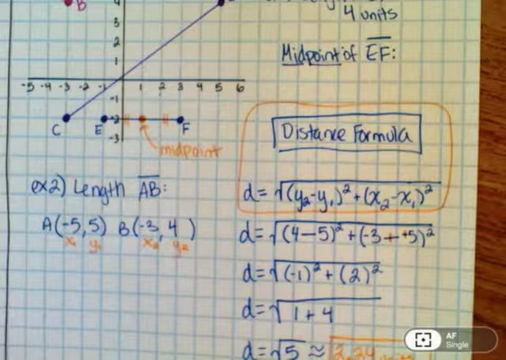 B
4
4 units
3
2
1
Midpoint of EF:
-5 -4 -3 -2 -1 1 2 3 4 5 6
-1
C E -2 F
-3
midpoint
Distance Formula
ex2) Length AB:
d = √(y₂-y₁)² + (x₂-x₁)²
A(-5,5) B(-3,4)
x₁ y₁ x₂ y₂
d = √(4-5)² + (-3++5)²
d = √(-1)² + (2)²
d = √1+4
d = √5 ≈
AF
Single